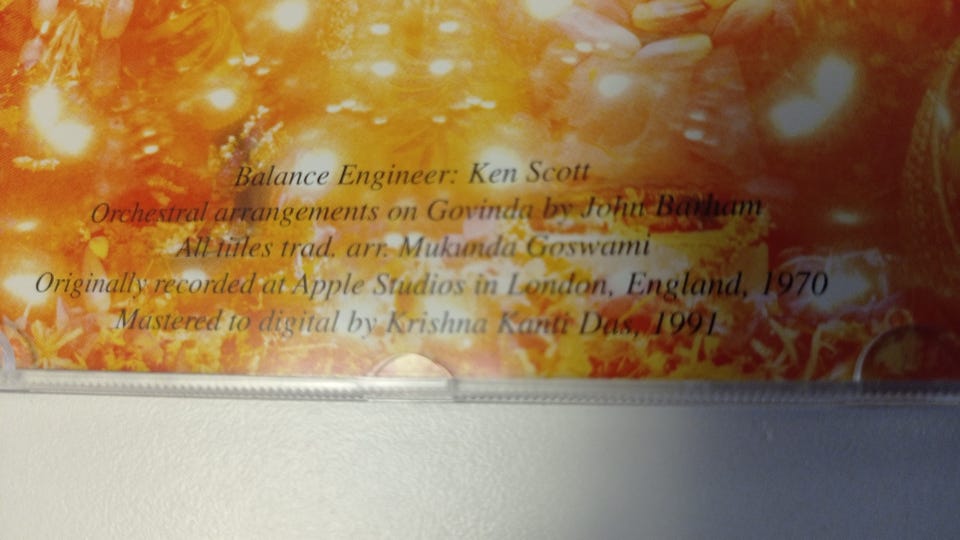 Balance Engineer: Ken Scott
Orchestral arrangements on Govinda by John Barham
All titles trad. arr. Mukunda Goswami
Originally recorded at Apple Studios in London, England, 1970
Mastered to digital by Krishna Kanti Das, 1991